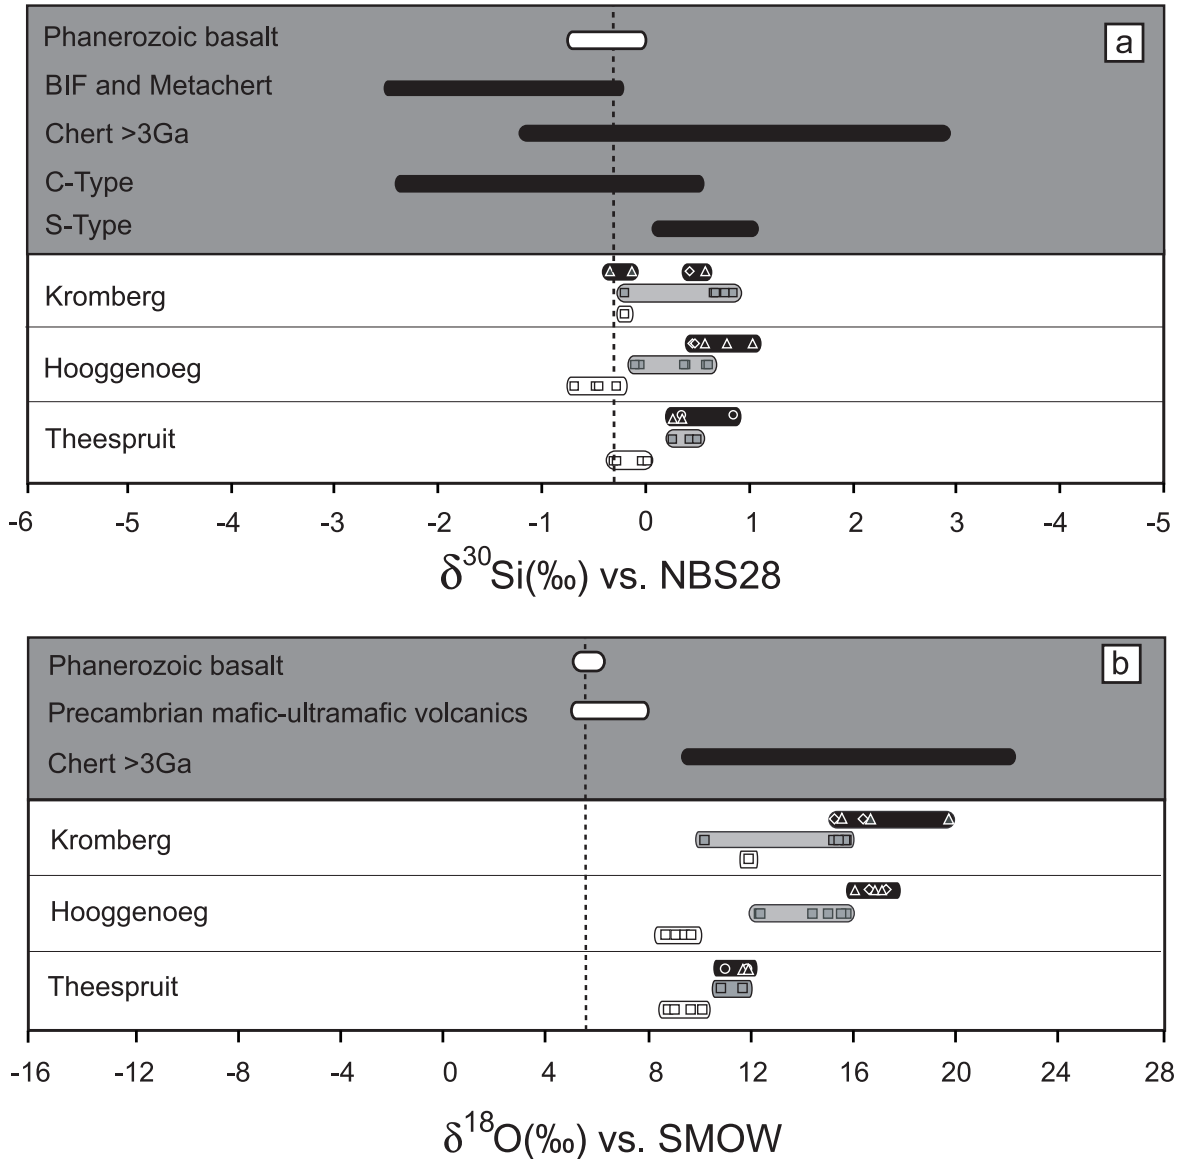 Phanerozoic basalt
a
BIF and Metachert
Chert >3Ga
C-Type
S-Type
Kromberg
Hooggenoeg
Theespruit
-6 -5 -4 -3 -2 -1 0 1 2 3 -4 -5
δ³⁰Si(‰) vs. NBS28
Phanerozoic basalt
b
Precambrian mafic-ultramafic volcanics
Chert >3Ga
Kromberg
Hooggenoeg
Theespruit
-16 -12 -8 -4 0 4 8 12 16 20 24 28
δ¹⁸O(‰) vs. SMOW